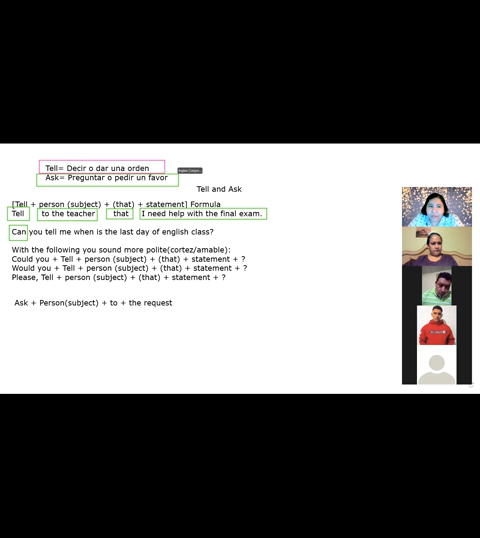 Tell= Decir o dar una orden
Ask= Preguntar o pedir un favor
Tell and Ask
[Tell + person (subject) + (that) + statement] Formula
Tell to the teacher that I need help with the final exam.
Can you tell me when is the last day of english class?
With the following you sound more polite(cortez/amable):
Could you + Tell + person (subject) + (that) + statement + ?
Would you + Tell + person (subject) + (that) + statement + ?
Please, Tell + person (subject) + (that) + statement + ?
Ask + Person(subject) + to + the request